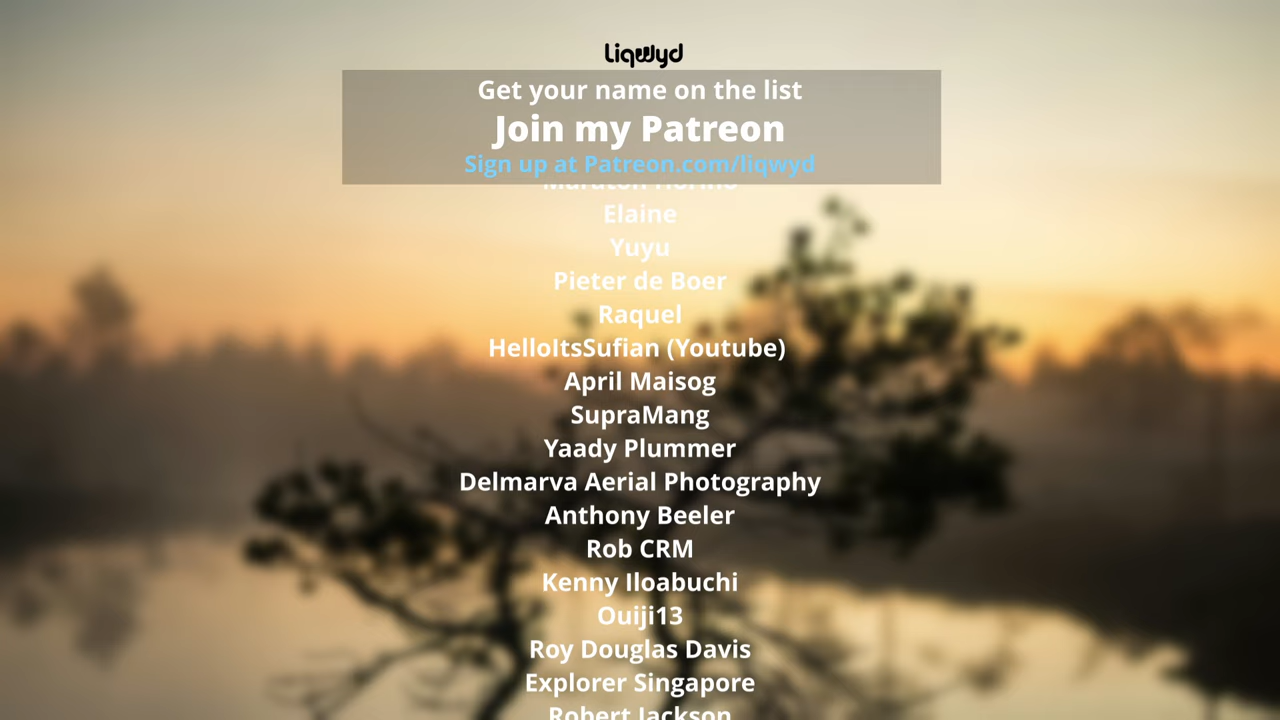 Liqwyd
Get your name on the list
Join my Patreon
Sign up at Patreon.com/liqwyd
Elaine
Yuyu
Pieter de Boer
Raquel
HelloItsSufian (Youtube)
April Maisog
SupraMang
Yaady Plummer
Delmarva Aerial Photography
Anthony Beeler
Rob CRM
Kenny Iloabuchi
Ouiji13
Roy Douglas Davis
Explorer Singapore
Robert Jackson